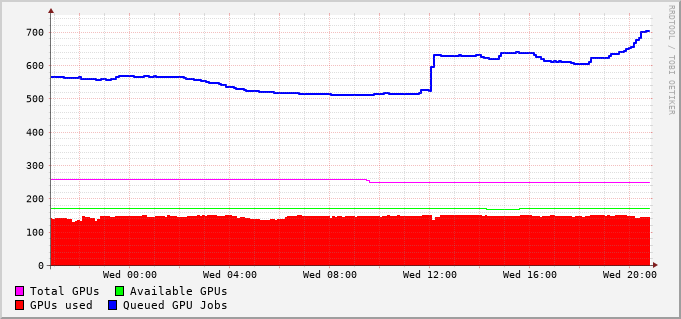 RRDTOOL / TOBI OETIKER
700
600
500
400
300
200
100
0
Wed 00:00 Wed 04:00 Wed 08:00 Wed 12:00 Wed 16:00 Wed 20:00
Total GPUs Available GPUs
GPUs used Queued GPU Jobs